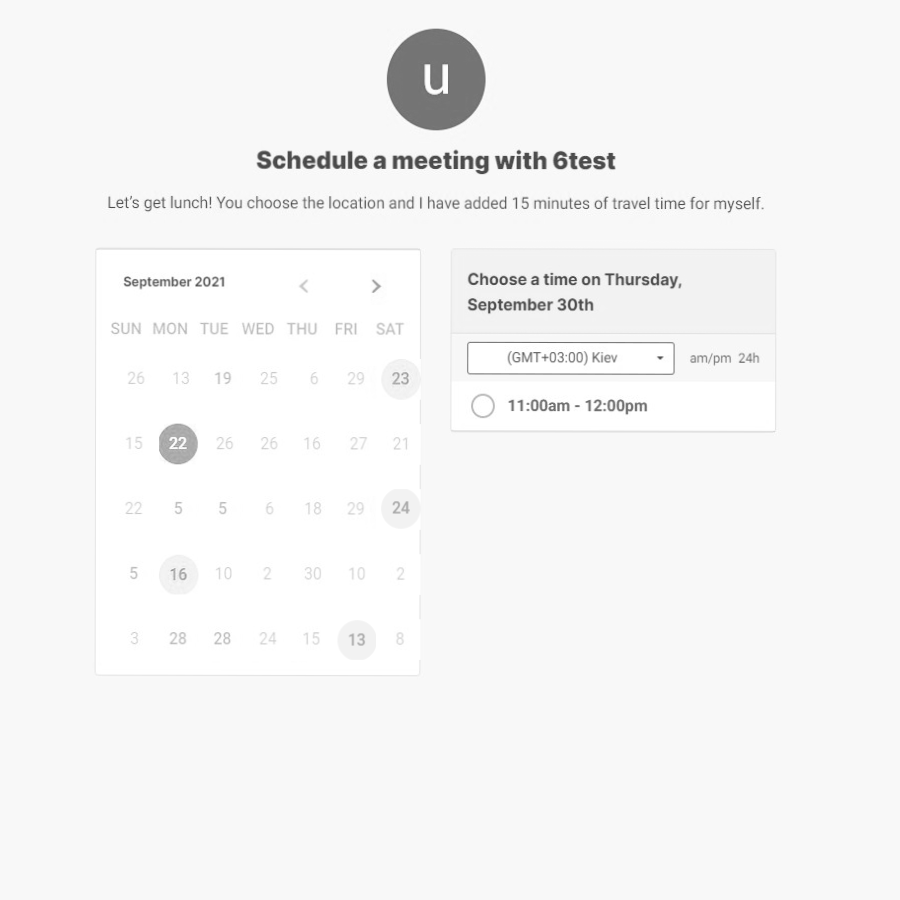 u
Schedule a meeting with 6test
Let's get lunch! You choose the location and I have added 15 minutes of travel time for myself.
September 2021
SUN MON TUE WED THU FRI SAT
26 13 19 25 6 29 23
15 22 26 26 16 27 21
22 5 5 6 18 29 24
5 16 10 2 30 10 2
3 28 28 24 15 13 8
Choose a time on Thursday,
September 30th
(GMT+03:00) Kiev am/pm 24h
11:00am - 12:00pm